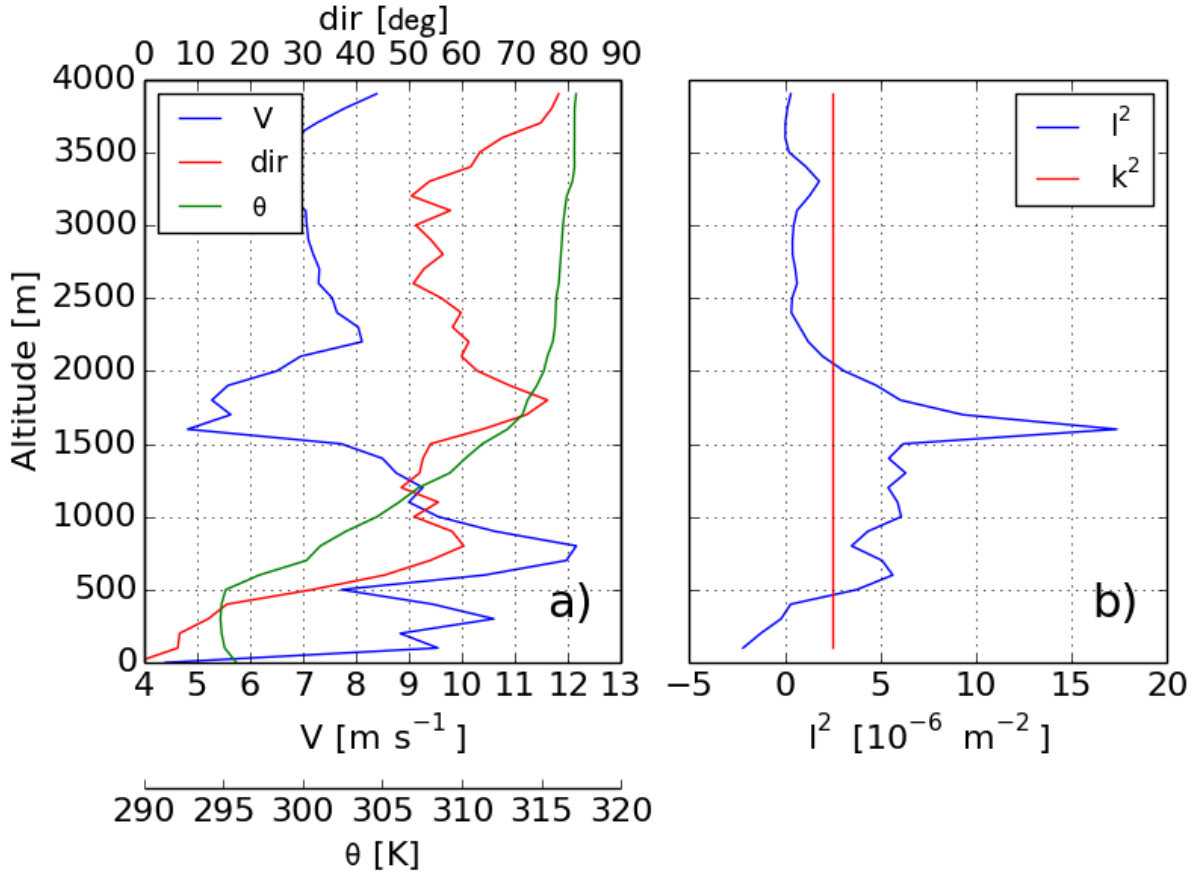 dir [deg]
0 10 20 30 40 50 60 70 80 90
4000
3500
3000
2500
2000
1500
1000
500
0
Altitude [m]
V
dir
θ
a)
4 5 6 7 8 9 10 11 12 13
V [m s⁻¹]
290 295 300 305 310 315 320
θ [K]
l²
k²
b)
−5 0 5 10 15 20
l² [10⁻⁶ m⁻²]